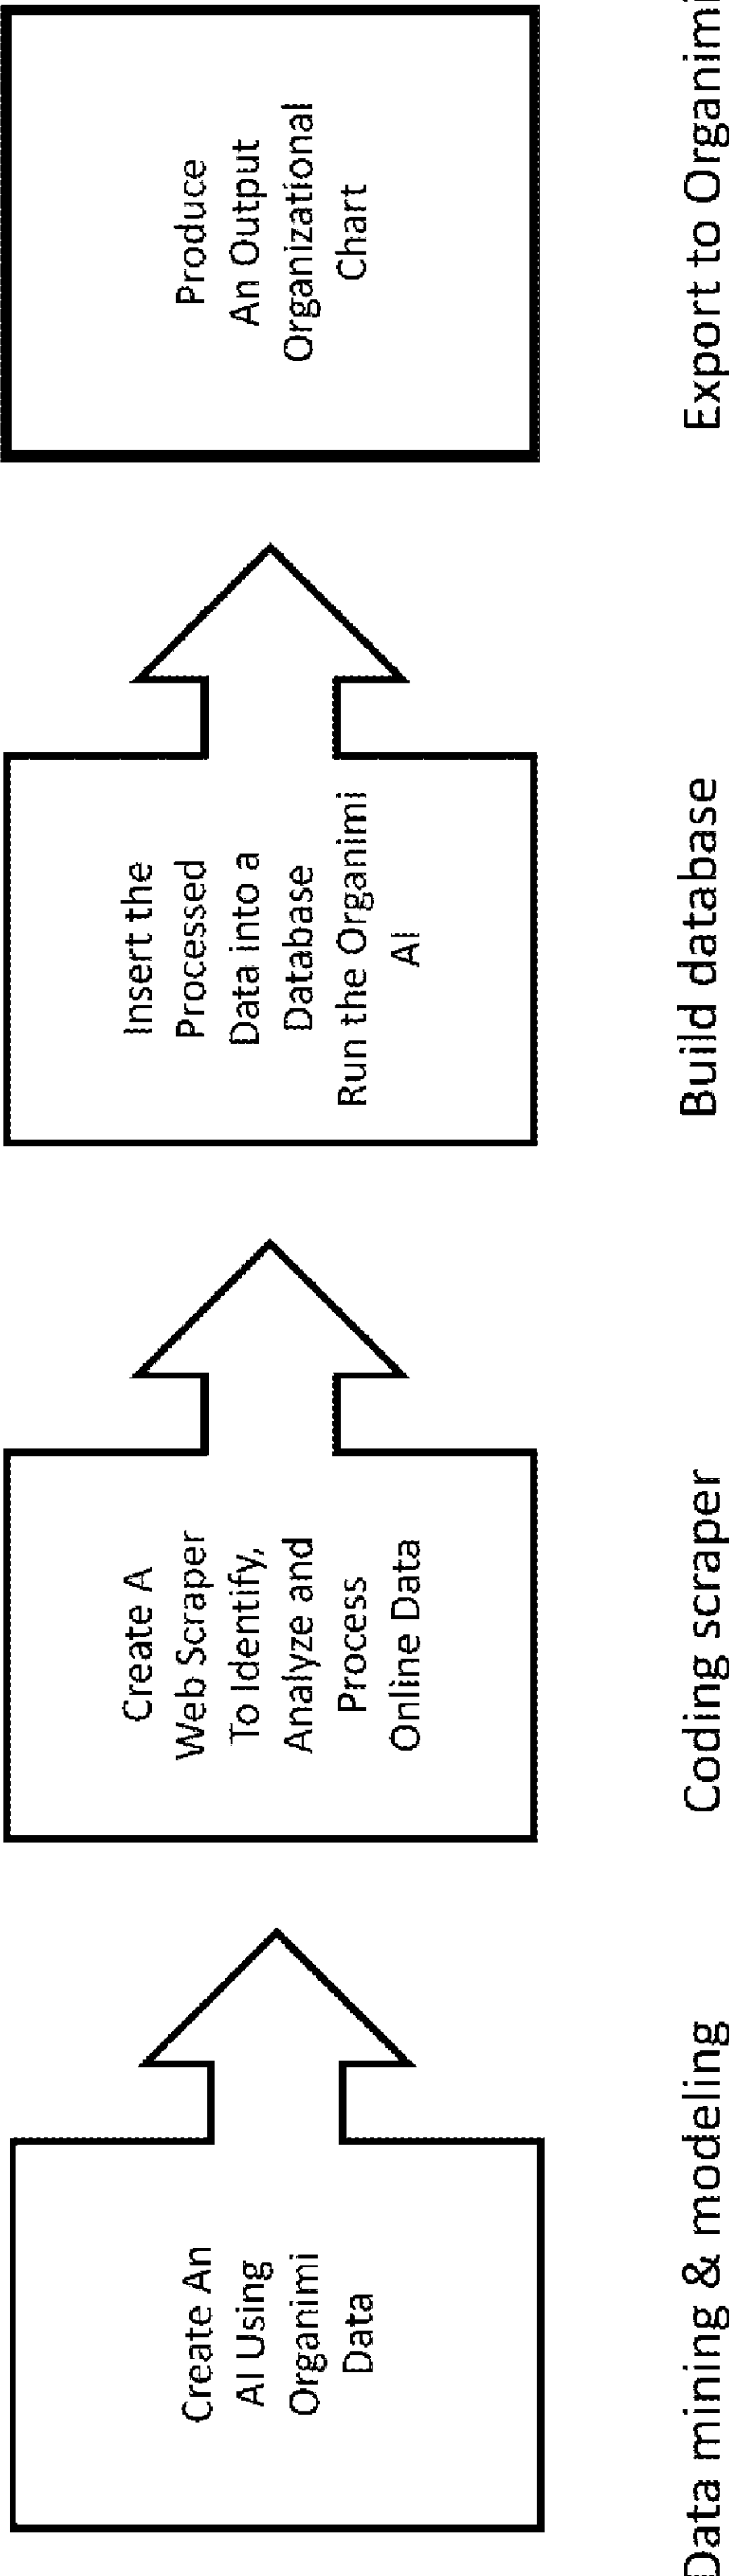 Create An
AI Using
Organimi
Data
Create A
Web Scraper
To Identify,
Analyze and
Process
Online Data
Insert the
Processed
Data into a
Database
Run the Organimi
AI
Produce
An Output
Organizational
Chart
Data mining & modeling
Coding scraper
Build database
Export to Organimi